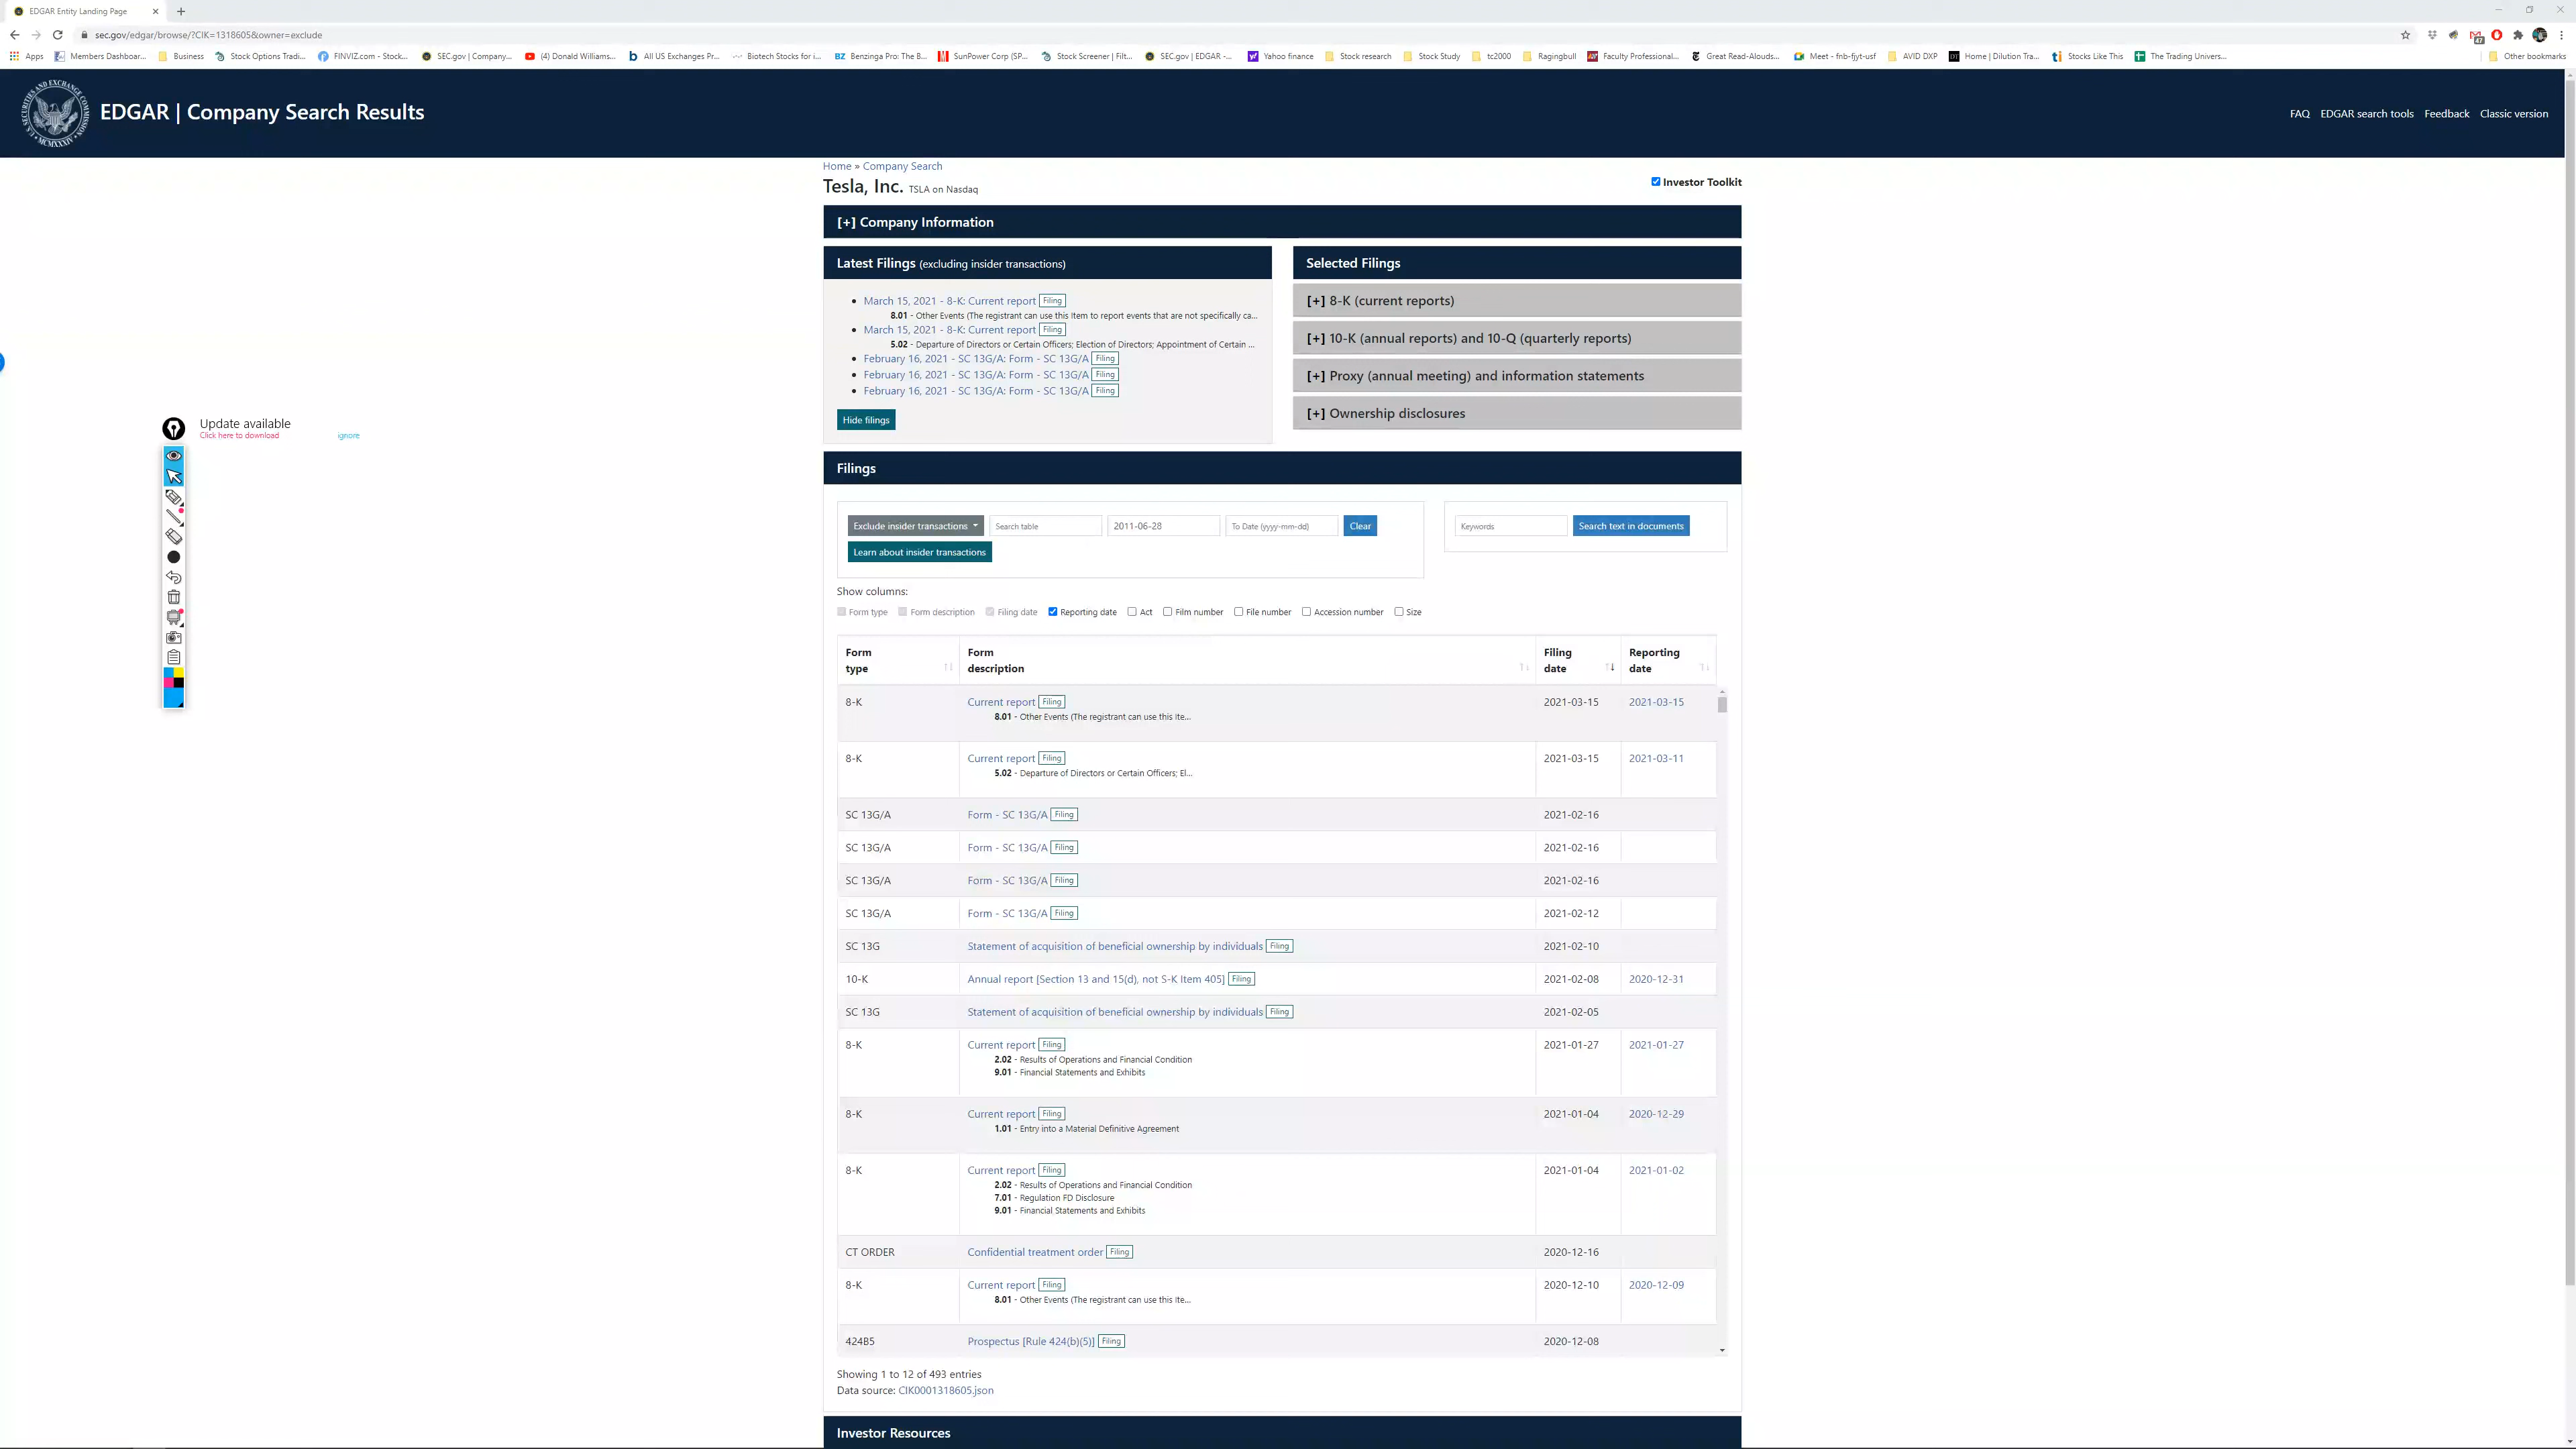 EDGAR Entity Landing Page
sec.gov/edgar/browse/?CIK=1318605&owner=exclude
Apps Members Dashboar... Business Stock Options Tradi... FINVIZ.com - Stock... SEC.gov | Company... (4) Donald Williams... All US Exchanges Pr... Biotech Stocks for i... Benzinga Pro: The B... SunPower Corp (SP... Stock Screener | Filt... SEC.gov | EDGAR -... Yahoo finance Stock research Stock Study tc2000 Ragingbull Faculty Professional... Great Read-Alouds... Meet - fnb-fjyt-usf AVID DXP Home | Dilution Tra... Stocks Like This The Trading Univers... Other bookmarks
EDGAR | Company Search Results
FAQ EDGAR search tools Feedback Classic version
Home » Company Search
Tesla, Inc. TSLA on Nasdaq
Investor Toolkit
[+] Company Information
Latest Filings (excluding insider transactions)
March 15, 2021 - 8-K: Current report Filing
8.01 - Other Events (The registrant can use this Item to report events that are not specifically ca...
March 15, 2021 - 8-K: Current report Filing
5.02 - Departure of Directors or Certain Officers; Election of Directors; Appointment of Certain ...
February 16, 2021 - SC 13G/A: Form - SC 13G/A Filing
February 16, 2021 - SC 13G/A: Form - SC 13G/A Filing
February 16, 2021 - SC 13G/A: Form - SC 13G/A Filing
Hide filings
Selected Filings
[+] 8-K (current reports)
[+] 10-K (annual reports) and 10-Q (quarterly reports)
[+] Proxy (annual meeting) and information statements
[+] Ownership disclosures
Update available
Click here to download ignore
Filings
Exclude insider transactions Search table 2011-06-28 To Date (yyyy-mm-dd) Clear
Learn about insider transactions
Keywords Search text in documents
Show columns:
Form type Form description Filing date Reporting date Act Film number File number Accession number Size
Form type Form description Filing date Reporting date
8-K Current report Filing 2021-03-15 2021-03-15
8.01 - Other Events (The registrant can use this Ite...
8-K Current report Filing 2021-03-15 2021-03-11
5.02 - Departure of Directors or Certain Officers; El...
SC 13G/A Form - SC 13G/A Filing 2021-02-16
SC 13G/A Form - SC 13G/A Filing 2021-02-16
SC 13G/A Form - SC 13G/A Filing 2021-02-16
SC 13G/A Form - SC 13G/A Filing 2021-02-12
SC 13G Statement of acquisition of beneficial ownership by individuals Filing 2021-02-10
10-K Annual report [Section 13 and 15(d), not S-K Item 405] Filing 2021-02-08 2020-12-31
SC 13G Statement of acquisition of beneficial ownership by individuals Filing 2021-02-05
8-K Current report Filing 2021-01-27 2021-01-27
2.02 - Results of Operations and Financial Condition
9.01 - Financial Statements and Exhibits
8-K Current report Filing 2021-01-04 2020-12-29
1.01 - Entry into a Material Definitive Agreement
8-K Current report Filing 2021-01-04 2021-01-02
2.02 - Results of Operations and Financial Condition
7.01 - Regulation FD Disclosure
9.01 - Financial Statements and Exhibits
CT ORDER Confidential treatment order Filing 2020-12-16
8-K Current report Filing 2020-12-10 2020-12-09
8.01 - Other Events (The registrant can use this Ite...
424B5 Prospectus [Rule 424(b)(5)] Filing 2020-12-08
Showing 1 to 12 of 493 entries
Data source: CIK0001318605.json
Investor Resources